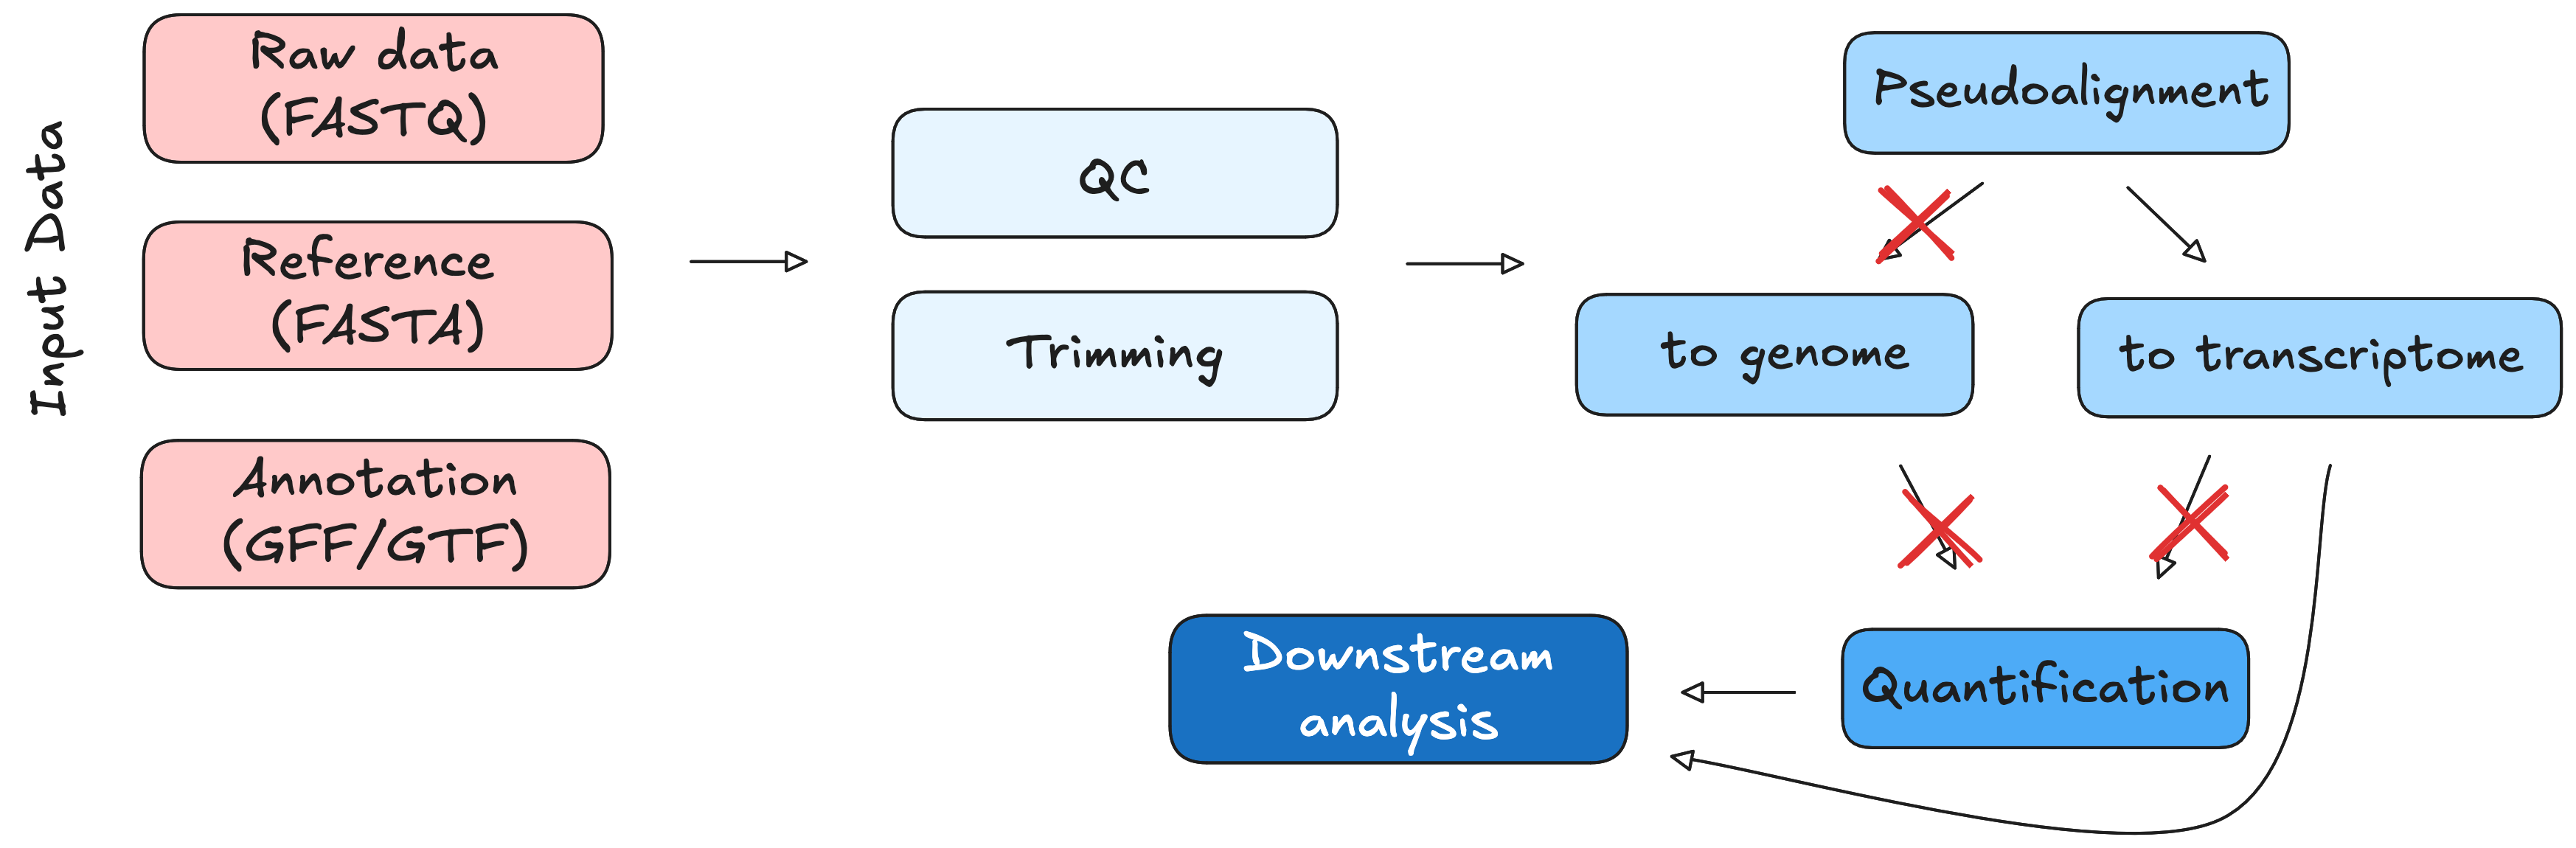 Input Data
Raw data
(FASTQ)
Reference
(FASTA)
Annotation
(GFF/GTF)
QC
Trimming
Pseudoalignment
to genome
to transcriptome
Quantification
Downstream
analysis